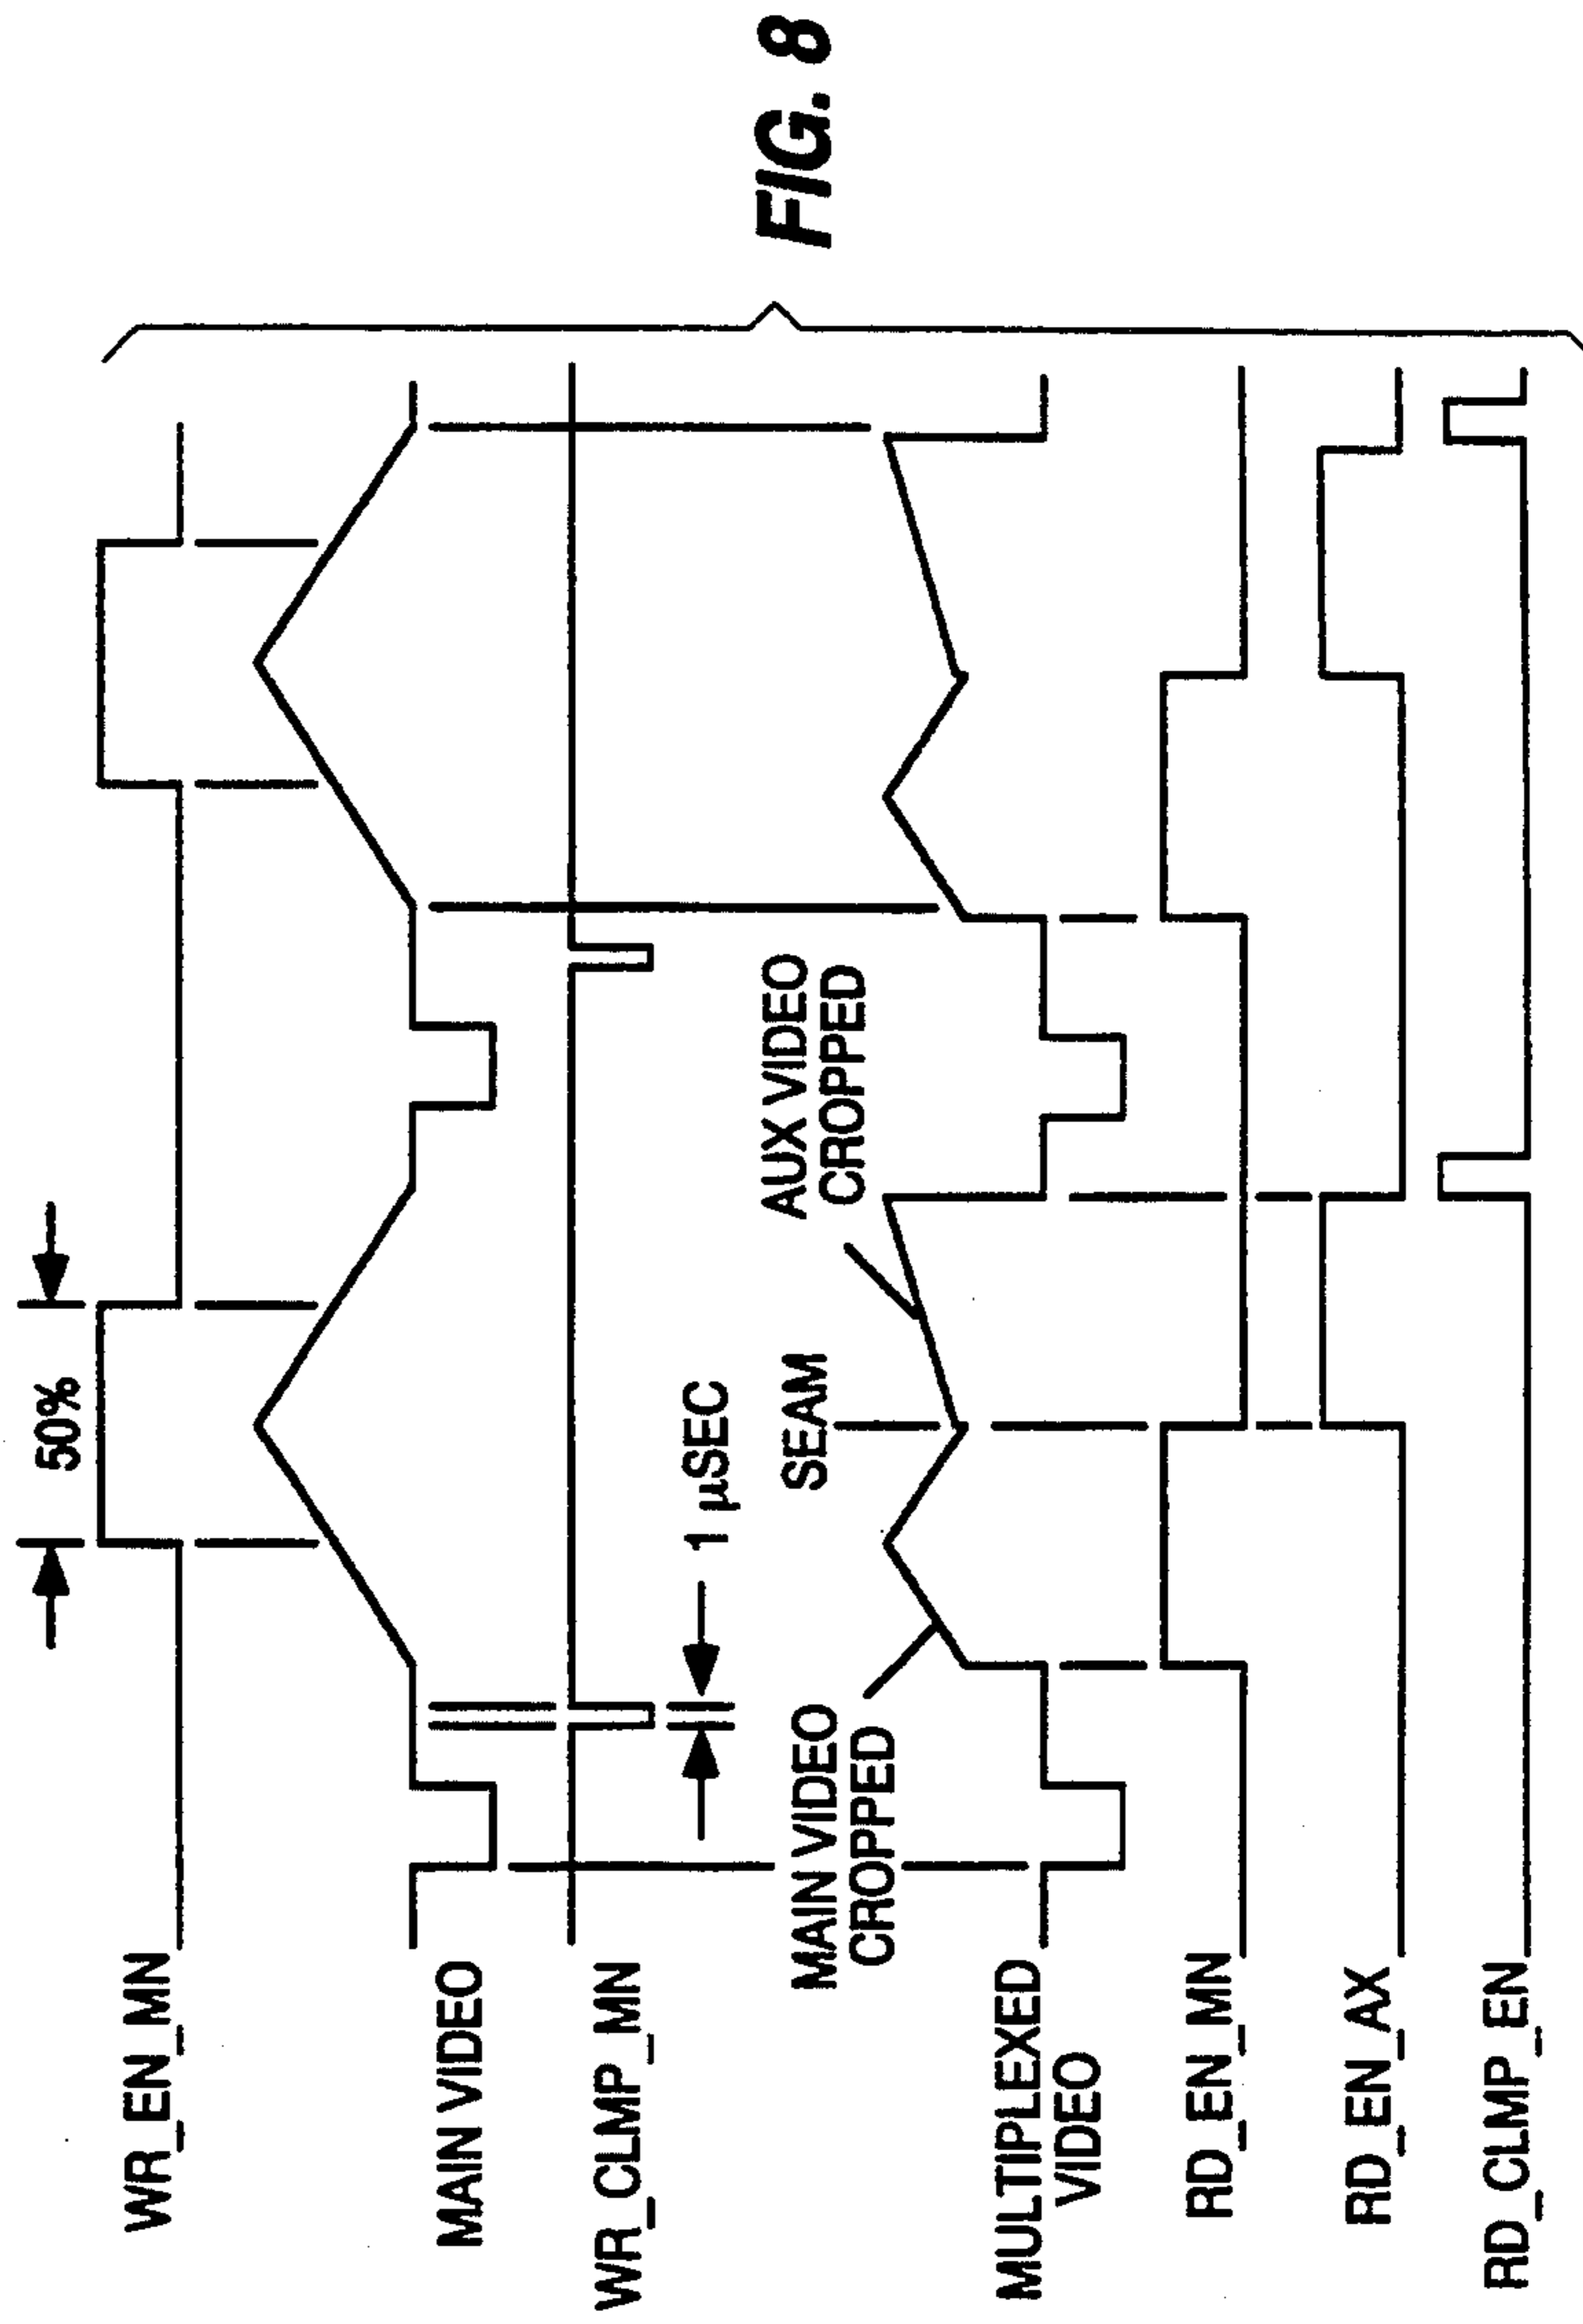 50%
WR_EN_MN
MAIN VIDEO
WR_CLMP_MN
1 µSEC
MAIN VIDEO
CROPPED
SEAM
AUX VIDEO
CROPPED
MULTIPLEXED
VIDEO
RD_EN_MN
RD_EN_AX
RD_CLMP_EN
FIG. 8